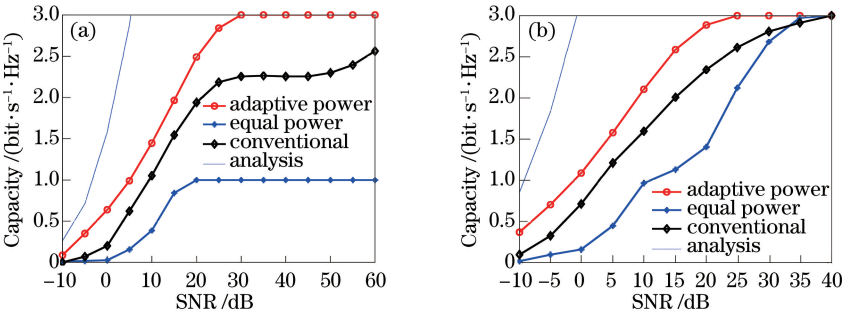 (a)
Capacity /(bit·s⁻¹·Hz⁻¹)
3.0
2.5
2.0
1.5
1.0
0.5
0
adaptive power
equal power
conventional
analysis
−10 0 10 20 30 40 50 60
SNR /dB
(b)
Capacity /(bit·s⁻¹·Hz⁻¹)
3.0
2.5
2.0
1.5
1.0
0.5
0
adaptive power
equal power
conventional
analysis
−10 −5 0 5 10 15 20 25 30 35 40
SNR /dB